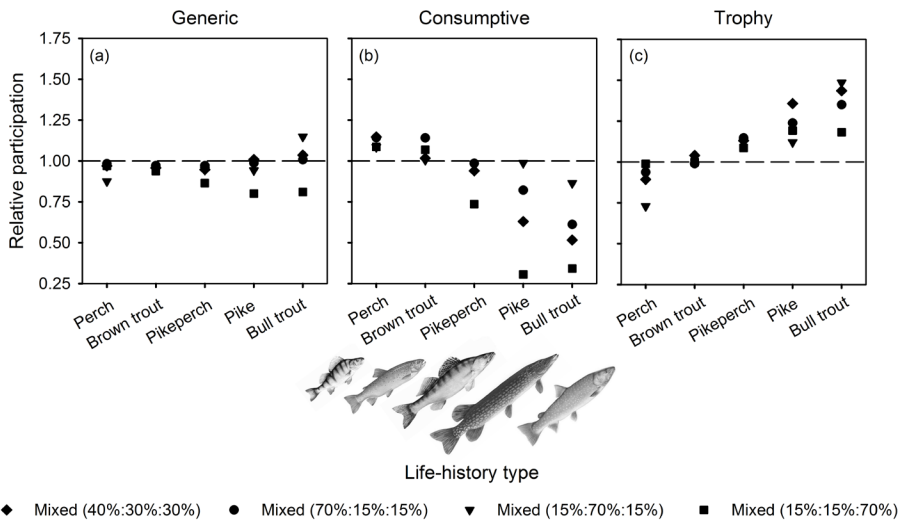 Generic
Consumptive
Trophy
Relative participation
1.75
1.50
1.25
1.00
0.75
0.50
0.25
(a)
(b)
(c)
Perch
Brown trout
Pikeperch
Pike
Bull trout
Perch
Brown trout
Pikeperch
Pike
Bull trout
Perch
Brown trout
Pikeperch
Pike
Bull trout
Life-history type
Mixed (40%:30%:30%)
Mixed (70%:15%:15%)
Mixed (15%:70%:15%)
Mixed (15%:15%:70%)